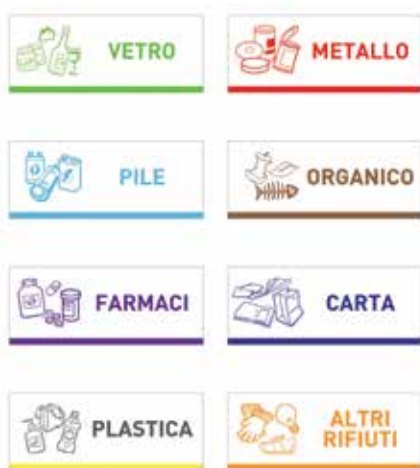 VETRO
METALLO
PILE
ORGANICO
FARMACI
CARTA
PLASTICA
ALTRI
RIFIUTI